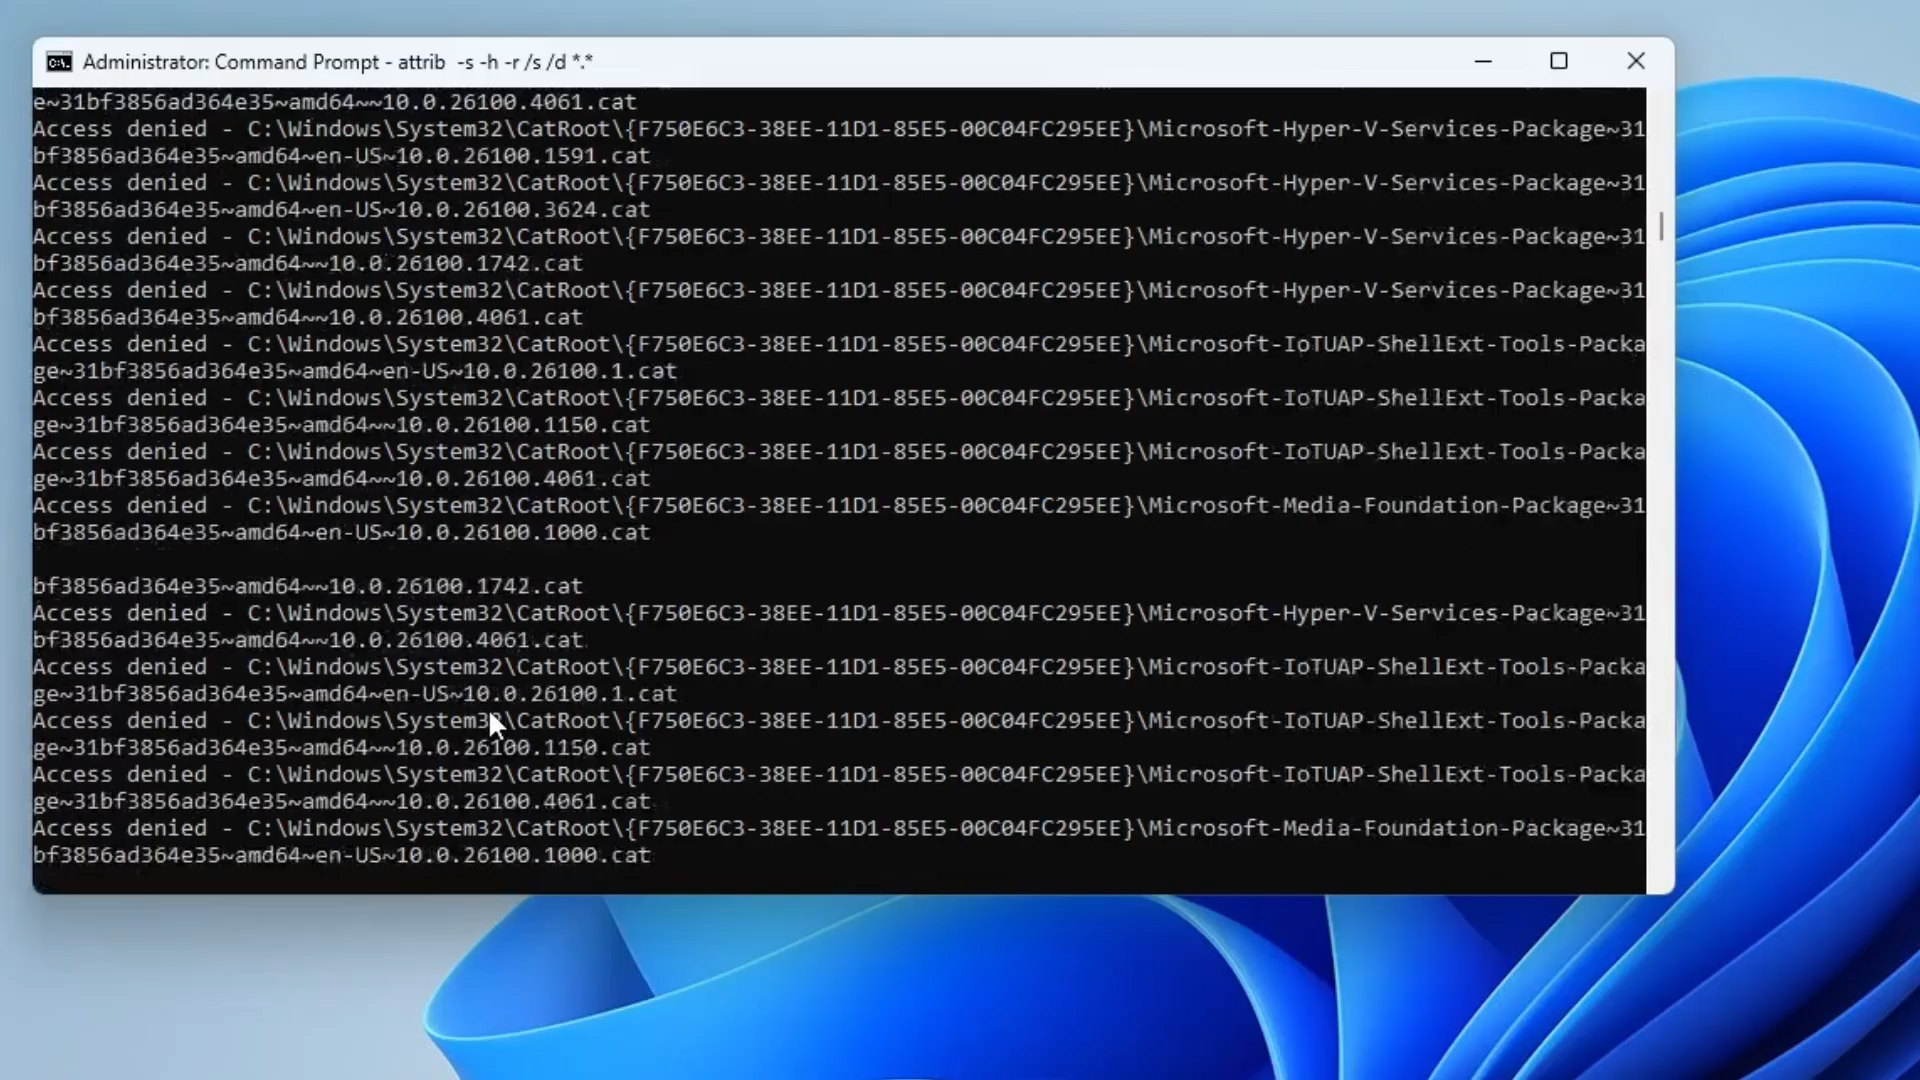 Administrator: Command Prompt - attrib  -s -h -r /s /d *.*
e~31bf3856ad364e35~amd64~~10.0.26100.4061.cat
Access denied - C:\Windows\System32\CatRoot\{F750E6C3-38EE-11D1-85E5-00C04FC295EE}\Microsoft-Hyper-V-Services-Package~31
bf3856ad364e35~amd64~en-US~10.0.26100.1591.cat
Access denied - C:\Windows\System32\CatRoot\{F750E6C3-38EE-11D1-85E5-00C04FC295EE}\Microsoft-Hyper-V-Services-Package~31
bf3856ad364e35~amd64~en-US~10.0.26100.3624.cat
Access denied - C:\Windows\System32\CatRoot\{F750E6C3-38EE-11D1-85E5-00C04FC295EE}\Microsoft-Hyper-V-Services-Package~31
bf3856ad364e35~amd64~~10.0.26100.1742.cat
Access denied - C:\Windows\System32\CatRoot\{F750E6C3-38EE-11D1-85E5-00C04FC295EE}\Microsoft-Hyper-V-Services-Package~31
bf3856ad364e35~amd64~~10.0.26100.4061.cat
Access denied - C:\Windows\System32\CatRoot\{F750E6C3-38EE-11D1-85E5-00C04FC295EE}\Microsoft-IoTUAP-ShellExt-Tools-Packa
ge~31bf3856ad364e35~amd64~en-US~10.0.26100.1.cat
Access denied - C:\Windows\System32\CatRoot\{F750E6C3-38EE-11D1-85E5-00C04FC295EE}\Microsoft-IoTUAP-ShellExt-Tools-Packa
ge~31bf3856ad364e35~amd64~~10.0.26100.1150.cat
Access denied - C:\Windows\System32\CatRoot\{F750E6C3-38EE-11D1-85E5-00C04FC295EE}\Microsoft-IoTUAP-ShellExt-Tools-Packa
ge~31bf3856ad364e35~amd64~~10.0.26100.4061.cat
Access denied - C:\Windows\System32\CatRoot\{F750E6C3-38EE-11D1-85E5-00C04FC295EE}\Microsoft-Media-Foundation-Package~31
bf3856ad364e35~amd64~en-US~10.0.26100.1000.cat
bf3856ad364e35~amd64~~10.0.26100.1742.cat
Access denied - C:\Windows\System32\CatRoot\{F750E6C3-38EE-11D1-85E5-00C04FC295EE}\Microsoft-Hyper-V-Services-Package~31
bf3856ad364e35~amd64~~10.0.26100.4061.cat
Access denied - C:\Windows\System32\CatRoot\{F750E6C3-38EE-11D1-85E5-00C04FC295EE}\Microsoft-IoTUAP-ShellExt-Tools-Packa
ge~31bf3856ad364e35~amd64~en-US~10.0.26100.1.cat
Access denied - C:\Windows\System32\CatRoot\{F750E6C3-38EE-11D1-85E5-00C04FC295EE}\Microsoft-IoTUAP-ShellExt-Tools-Packa
ge~31bf3856ad364e35~amd64~~10.0.26100.1150.cat
Access denied - C:\Windows\System32\CatRoot\{F750E6C3-38EE-11D1-85E5-00C04FC295EE}\Microsoft-IoTUAP-ShellExt-Tools-Packa
ge~31bf3856ad364e35~amd64~~10.0.26100.4061.cat
Access denied - C:\Windows\System32\CatRoot\{F750E6C3-38EE-11D1-85E5-00C04FC295EE}\Microsoft-Media-Foundation-Package~31
bf3856ad364e35~amd64~en-US~10.0.26100.1000.cat